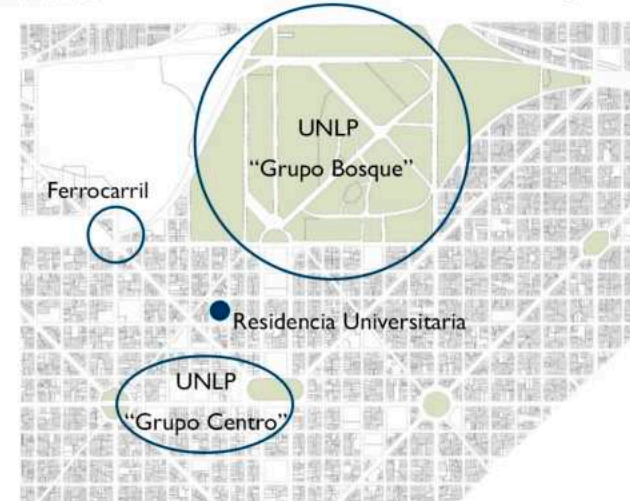 UNLP
“Grupo Bosque”
Ferrocarril
Residencia Universitaria
UNLP
“Grupo Centro”